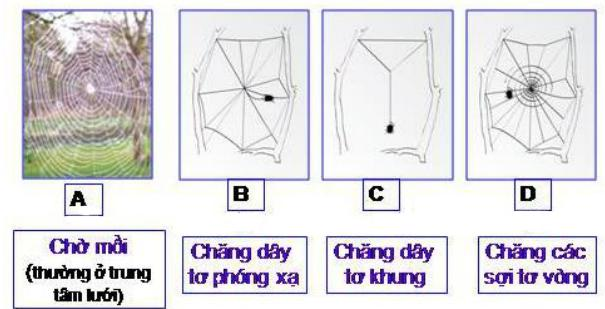 A
B
C
D
Chờ mồi
(thường ở trung
tâm lưới)
Chăng dây
tơ phóng xạ
Chăng dây
tơ khung
Chăng các
sợi tơ vòng